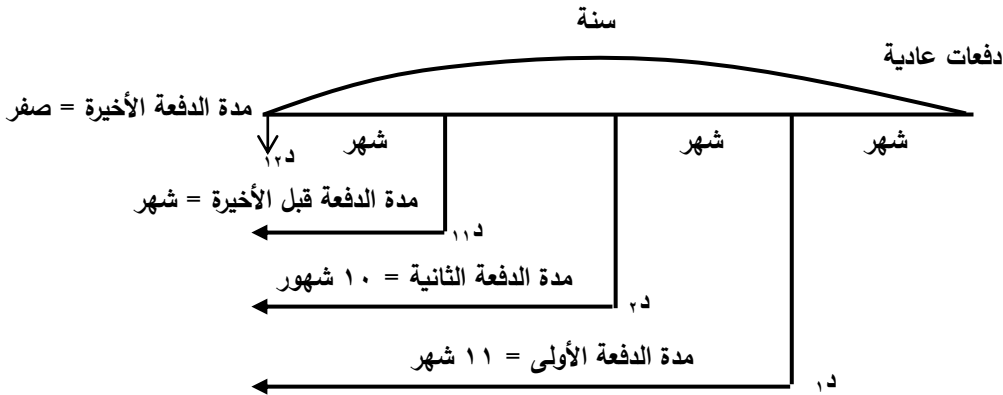 سنة
دفعات عادية
مدة الدفعة الأخيرة = صفر
شهر
شهر
شهر
د١٢
مدة الدفعة قبل الأخيرة = شهر
د١١
مدة الدفعة الثانية = ١٠ شهور
د٢
مدة الدفعة الأولى = ١١ شهر
د١